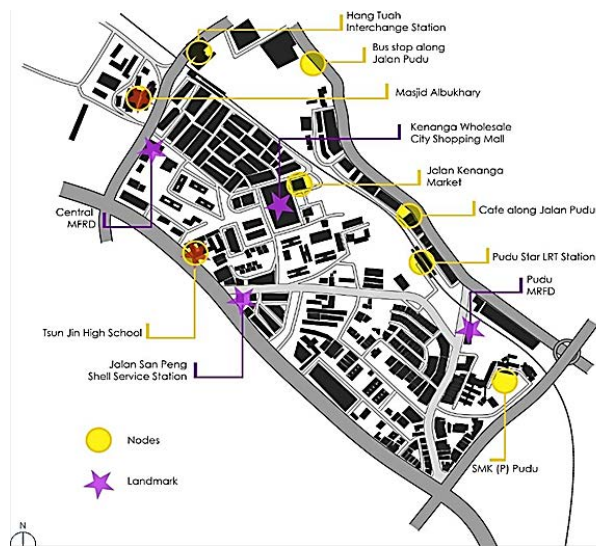 Hang Tuah
Interchange Station
Bus stop along
Jalan Pudu
Masjid Albukhary
Kenanga Wholesale
City Shopping Mall
Jalan Kenanga
Market
Central
MFRD
Cafe along Jalan Pudu
Pudu Star LRT Station
Pudu
MRFD
Tsun Jin High School
Jalan San Peng
Shell Service Station
Nodes
SMK (P) Pudu
Landmark
N